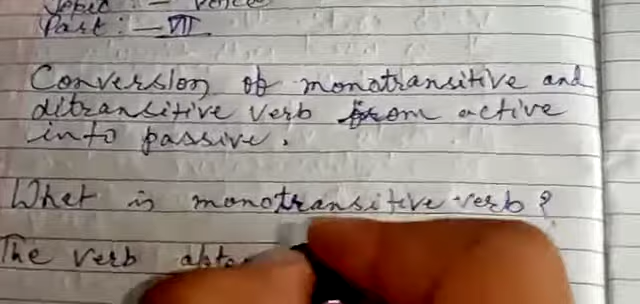 Part : — VII
Conversion of monotransitive and
ditransitive verb from active
into passive.
What is monotransitive verb?
The verb